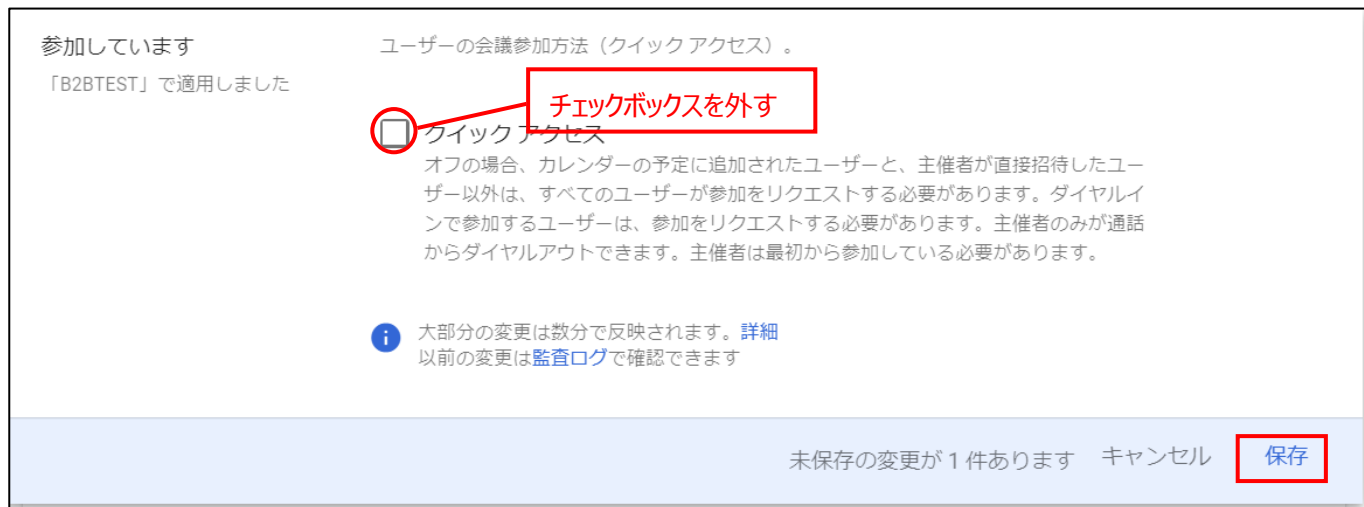 参加しています
「B2BTEST」で適用しました
ユーザーの会議参加方法（クイック アクセス）。
チェックボックスを外す
クイック アクセス
オフの場合、カレンダーの予定に追加されたユーザーと、主催者が直接招待したユー
ザー以外は、すべてのユーザーが参加をリクエストする必要があります。ダイヤルイ
ンで参加するユーザーは、参加をリクエストする必要があります。主催者のみが通話
からダイヤルアウトできます。主催者は最初から参加している必要があります。
大部分の変更は数分で反映されます。詳細
以前の変更は監査ログで確認できます
未保存の変更が 1 件あります キャンセル 保存